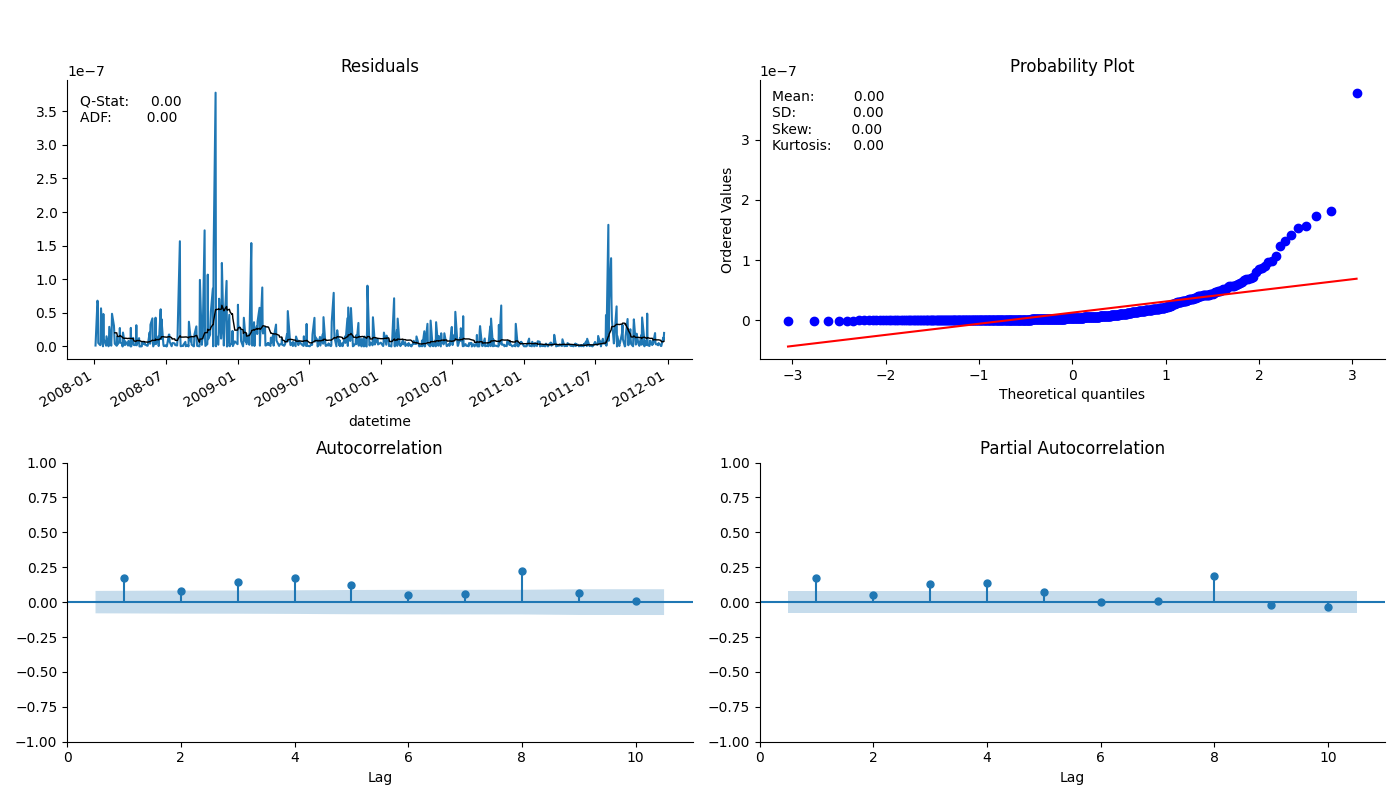 Residuals
1e−7
Q-Stat: 0.00
ADF: 0.00
3.5
3.0
2.5
2.0
1.5
1.0
0.5
0.0
2008-01
2008-07
2009-01
2009-07
2010-01
2010-07
2011-01
2011-07
2012-01
datetime
Probability Plot
1e−7
Mean: 0.00
SD: 0.00
Skew: 0.00
Kurtosis: 0.00
Ordered Values
3
2
1
0
−3 −2 −1 0 1 2 3
Theoretical quantiles
Autocorrelation
1.00
0.75
0.50
0.25
0.00
−0.25
−0.50
−0.75
−1.00
0 2 4 6 8 10
Lag
Partial Autocorrelation
1.00
0.75
0.50
0.25
0.00
−0.25
−0.50
−0.75
−1.00
0 2 4 6 8 10
Lag